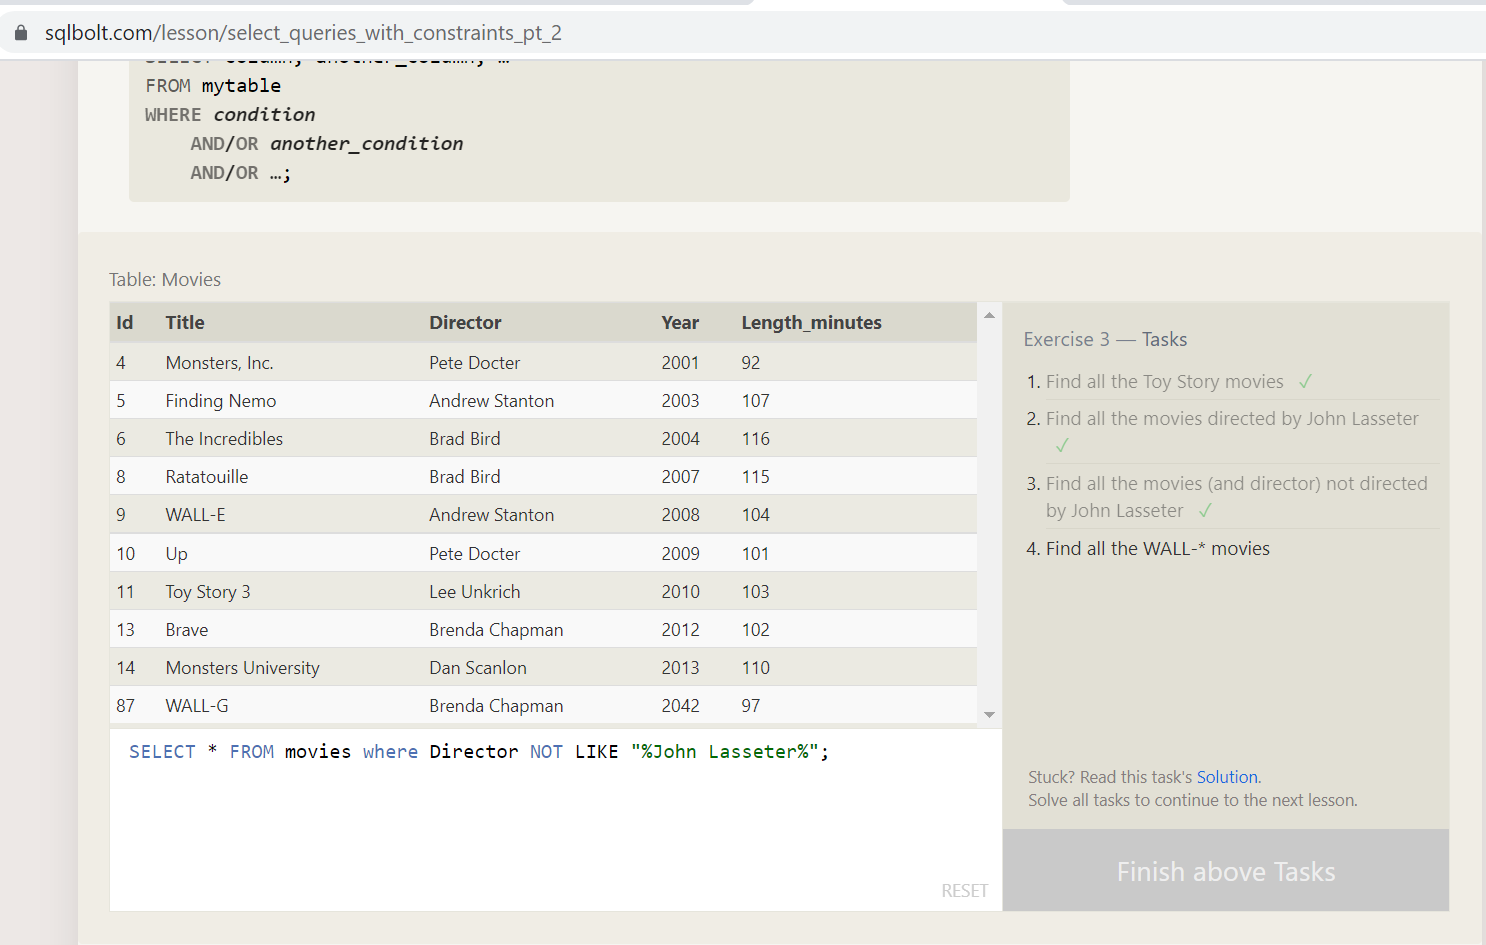 sqlbolt.com/lesson/select_queries_with_constraints_pt_2
SELECT column, another_column, …
FROM mytable
WHERE condition
AND/OR another_condition
AND/OR …;
Table: Movies
Id Title Director Year Length_minutes
4 Monsters, Inc. Pete Docter 2001 92
5 Finding Nemo Andrew Stanton 2003 107
6 The Incredibles Brad Bird 2004 116
8 Ratatouille Brad Bird 2007 115
9 WALL-E Andrew Stanton 2008 104
10 Up Pete Docter 2009 101
11 Toy Story 3 Lee Unkrich 2010 103
13 Brave Brenda Chapman 2012 102
14 Monsters University Dan Scanlon 2013 110
87 WALL-G Brenda Chapman 2042 97
SELECT * FROM movies where Director NOT LIKE "%John Lasseter%";
RESET
Exercise 3 — Tasks
1. Find all the Toy Story movies ✓
2. Find all the movies directed by John Lasseter
✓
3. Find all the movies (and director) not directed
by John Lasseter ✓
4. Find all the WALL-* movies
Stuck? Read this task's Solution.
Solve all tasks to continue to the next lesson.
Finish above Tasks